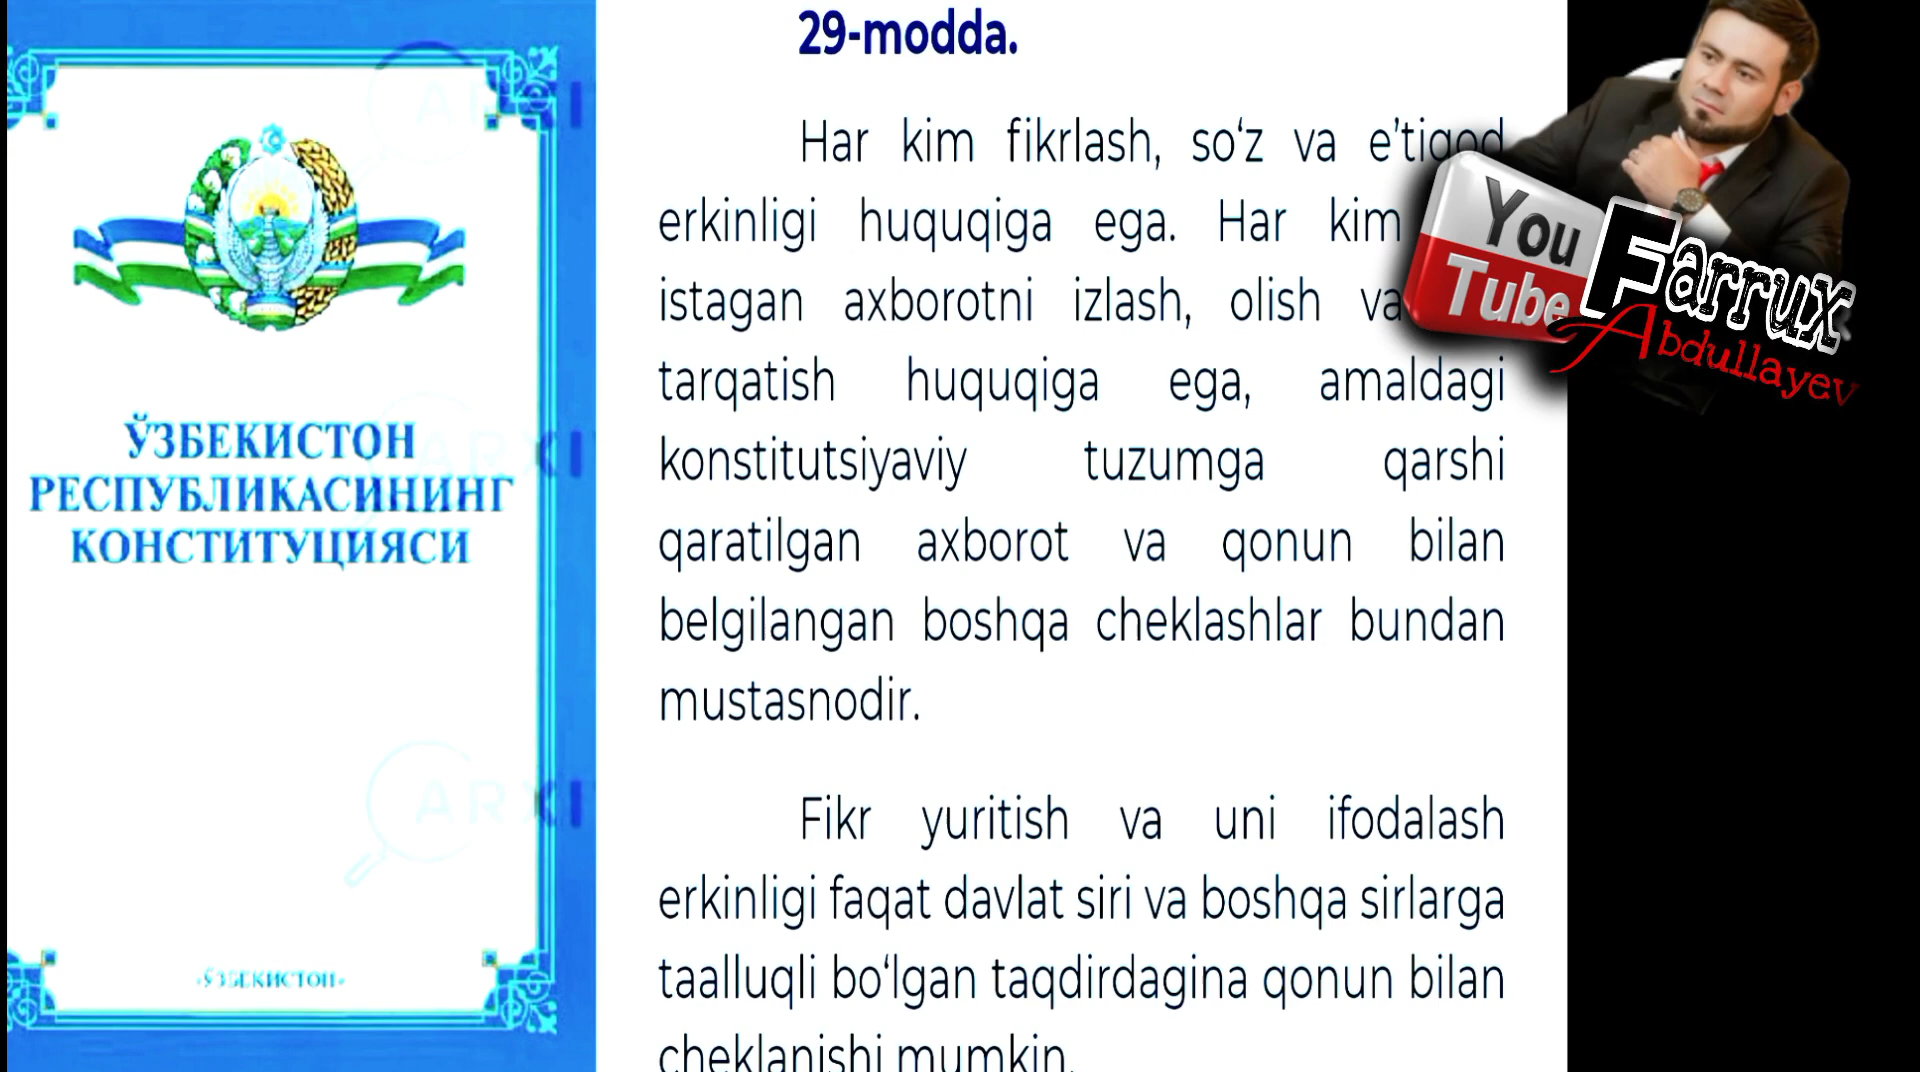 ЎЗБЕКИСТОН
РЕСПУБЛИКАСИНИНГ
КОНСТИТУЦИЯСИ
«ЎЗБЕКИСТОН»
29-modda.
Har kim fikrlash, so‘z va e’tiqod
erkinligi huquqiga ega. Har kim
istagan axborotni izlash, olish va
tarqatish huquqiga ega, amaldagi
konstitutsiyaviy tuzumga qarshi
qaratilgan axborot va qonun bilan
belgilangan boshqa cheklashlar bundan
mustasnodir.
Fikr yuritish va uni ifodalash
erkinligi faqat davlat siri va boshqa sirlarga
taalluqli bo‘lgan taqdirdagina qonun bilan
cheklanishi mumkin.
You
Tube
Farrux
Abdullayev
ARXI
ARXI
ARXI